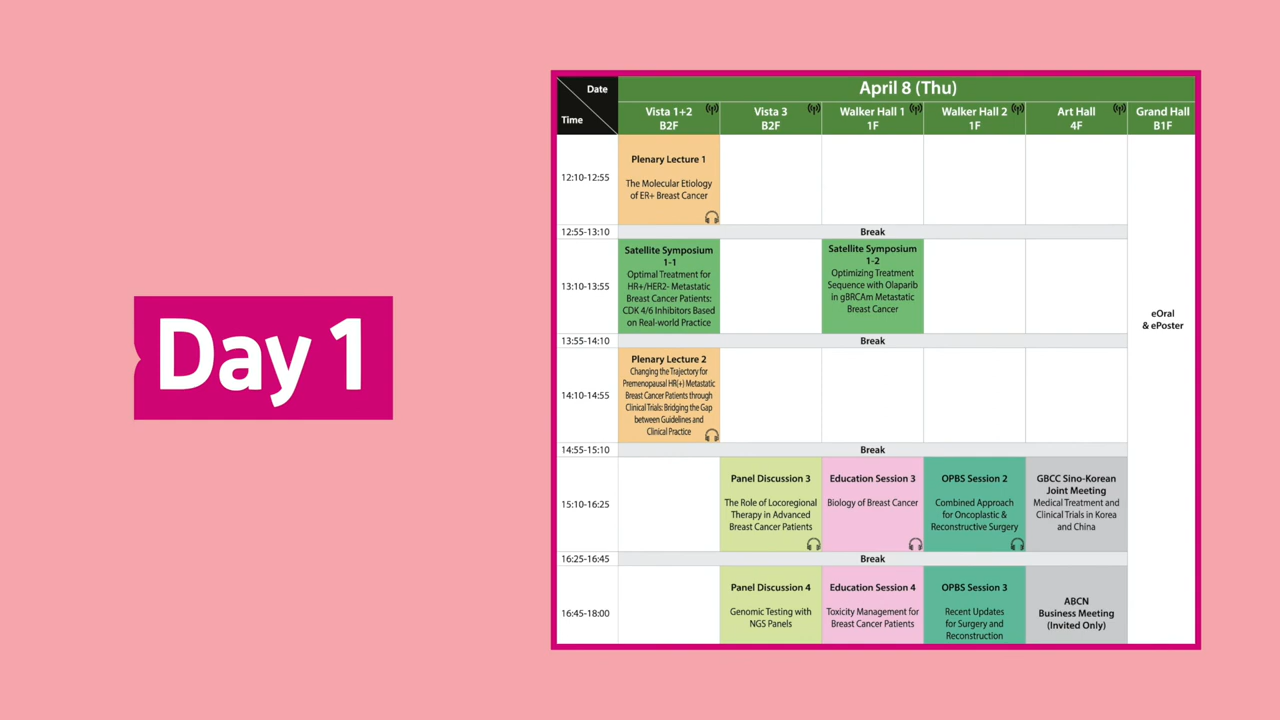 Day 1
Date
Time
April 8 (Thu)
Vista 1+2
B2F
Vista 3
B2F
Walker Hall 1
1F
Walker Hall 2
1F
Art Hall
4F
Grand Hall
B1F
12:10-12:55
Plenary Lecture 1
The Molecular Etiology
of ER+ Breast Cancer
12:55-13:10
Break
13:10-13:55
Satellite Symposium
1-1
Optimal Treatment for
HR+/HER2- Metastatic
Breast Cancer Patients:
CDK 4/6 Inhibitors Based
on Real-world Practice
Satellite Symposium
1-2
Optimizing Treatment
Sequence with Olaparib
in gBRCAm Metastatic
Breast Cancer
eOral
& ePoster
13:55-14:10
Break
14:10-14:55
Plenary Lecture 2
Changing the Trajectory for
Premenopausal HR(+) Metastatic
Breast Cancer Patients through
Clinical Trials: Bridging the Gap
between Guidelines and
Clinical Practice
14:55-15:10
Break
15:10-16:25
Panel Discussion 3
The Role of Locoregional
Therapy in Advanced
Breast Cancer Patients
Education Session 3
Biology of Breast Cancer
OPBS Session 2
Combined Approach
for Oncoplastic &
Reconstructive Surgery
GBCC Sino-Korean
Joint Meeting
Medical Treatment and
Clinical Trials in Korea
and China
16:25-16:45
Break
16:45-18:00
Panel Discussion 4
Genomic Testing with
NGS Panels
Education Session 4
Toxicity Management for
Breast Cancer Patients
OPBS Session 3
Recent Updates
for Surgery and
Reconstruction
ABCN
Business Meeting
(Invited Only)